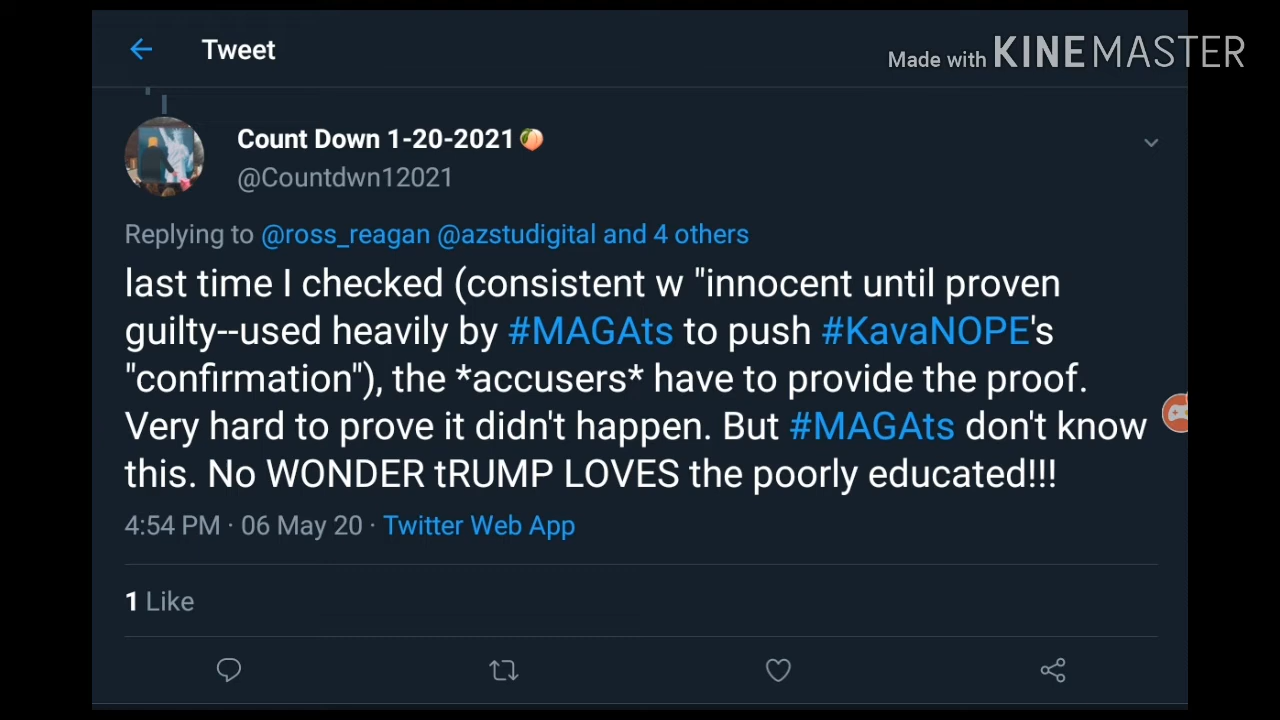 Tweet
Made with KINEMASTER
Count Down 1-20-2021🍑
@Countdwn12021
Replying to @ross_reagan @azstudigital and 4 others
last time I checked (consistent w "innocent until proven
guilty--used heavily by #MAGAts to push #KavaNOPE's
"confirmation"), the *accusers* have to provide the proof.
Very hard to prove it didn't happen. But #MAGAts don't know
this. No WONDER tRUMP LOVES the poorly educated!!!
4:54 PM · 06 May 20 · Twitter Web App
1 Like